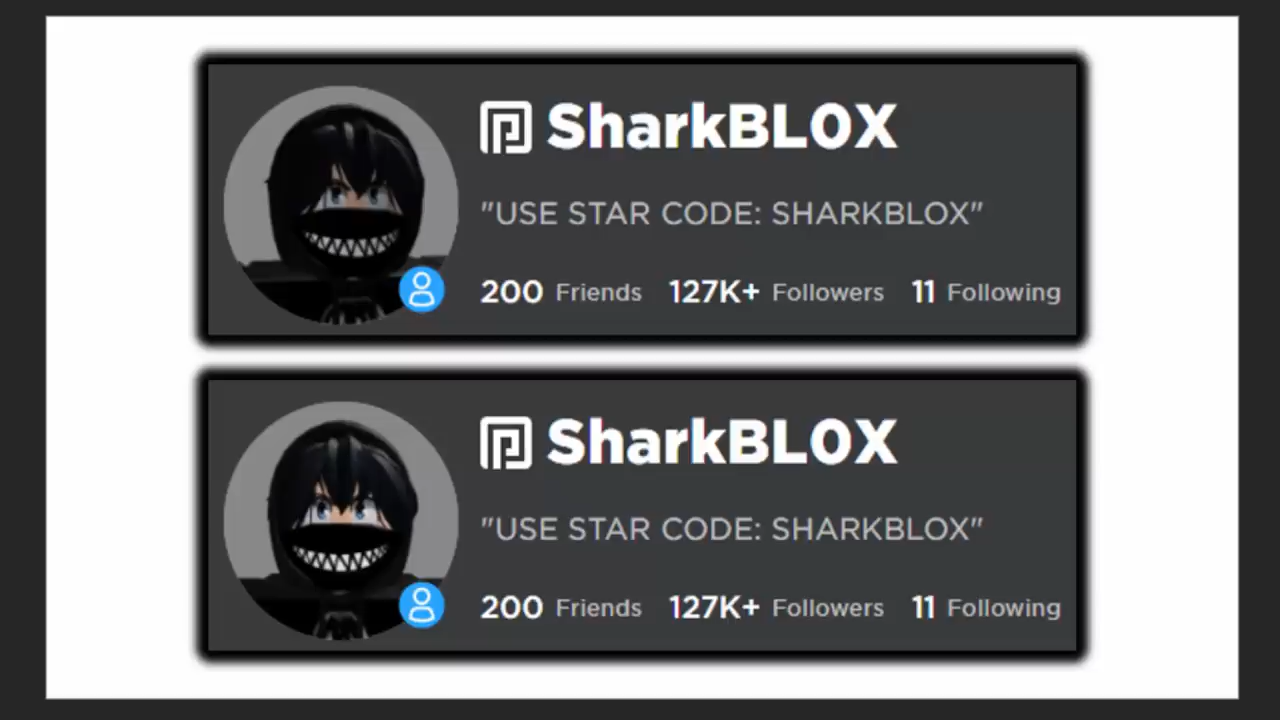 SharkBLOX
"USE STAR CODE: SHARKBLOX"
200 Friends 127K+ Followers 11 Following
SharkBLOX
"USE STAR CODE: SHARKBLOX"
200 Friends 127K+ Followers 11 Following